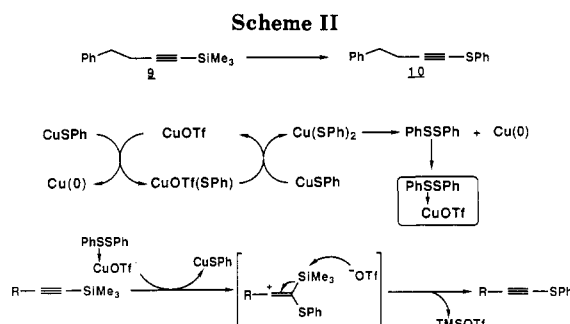 Scheme II
Ph SiMe3 Ph SPh
9 10
CuSPh CuOTf Cu(SPh)2 PhSSPh + Cu(0)
Cu(0) CuOTf(SPh) CuSPh
PhSSPh
CuOTf
PhSSPh
CuOTf CuSPh
R SiMe3 R + SiMe3 SPh -OTf R SPh
TMSOTf